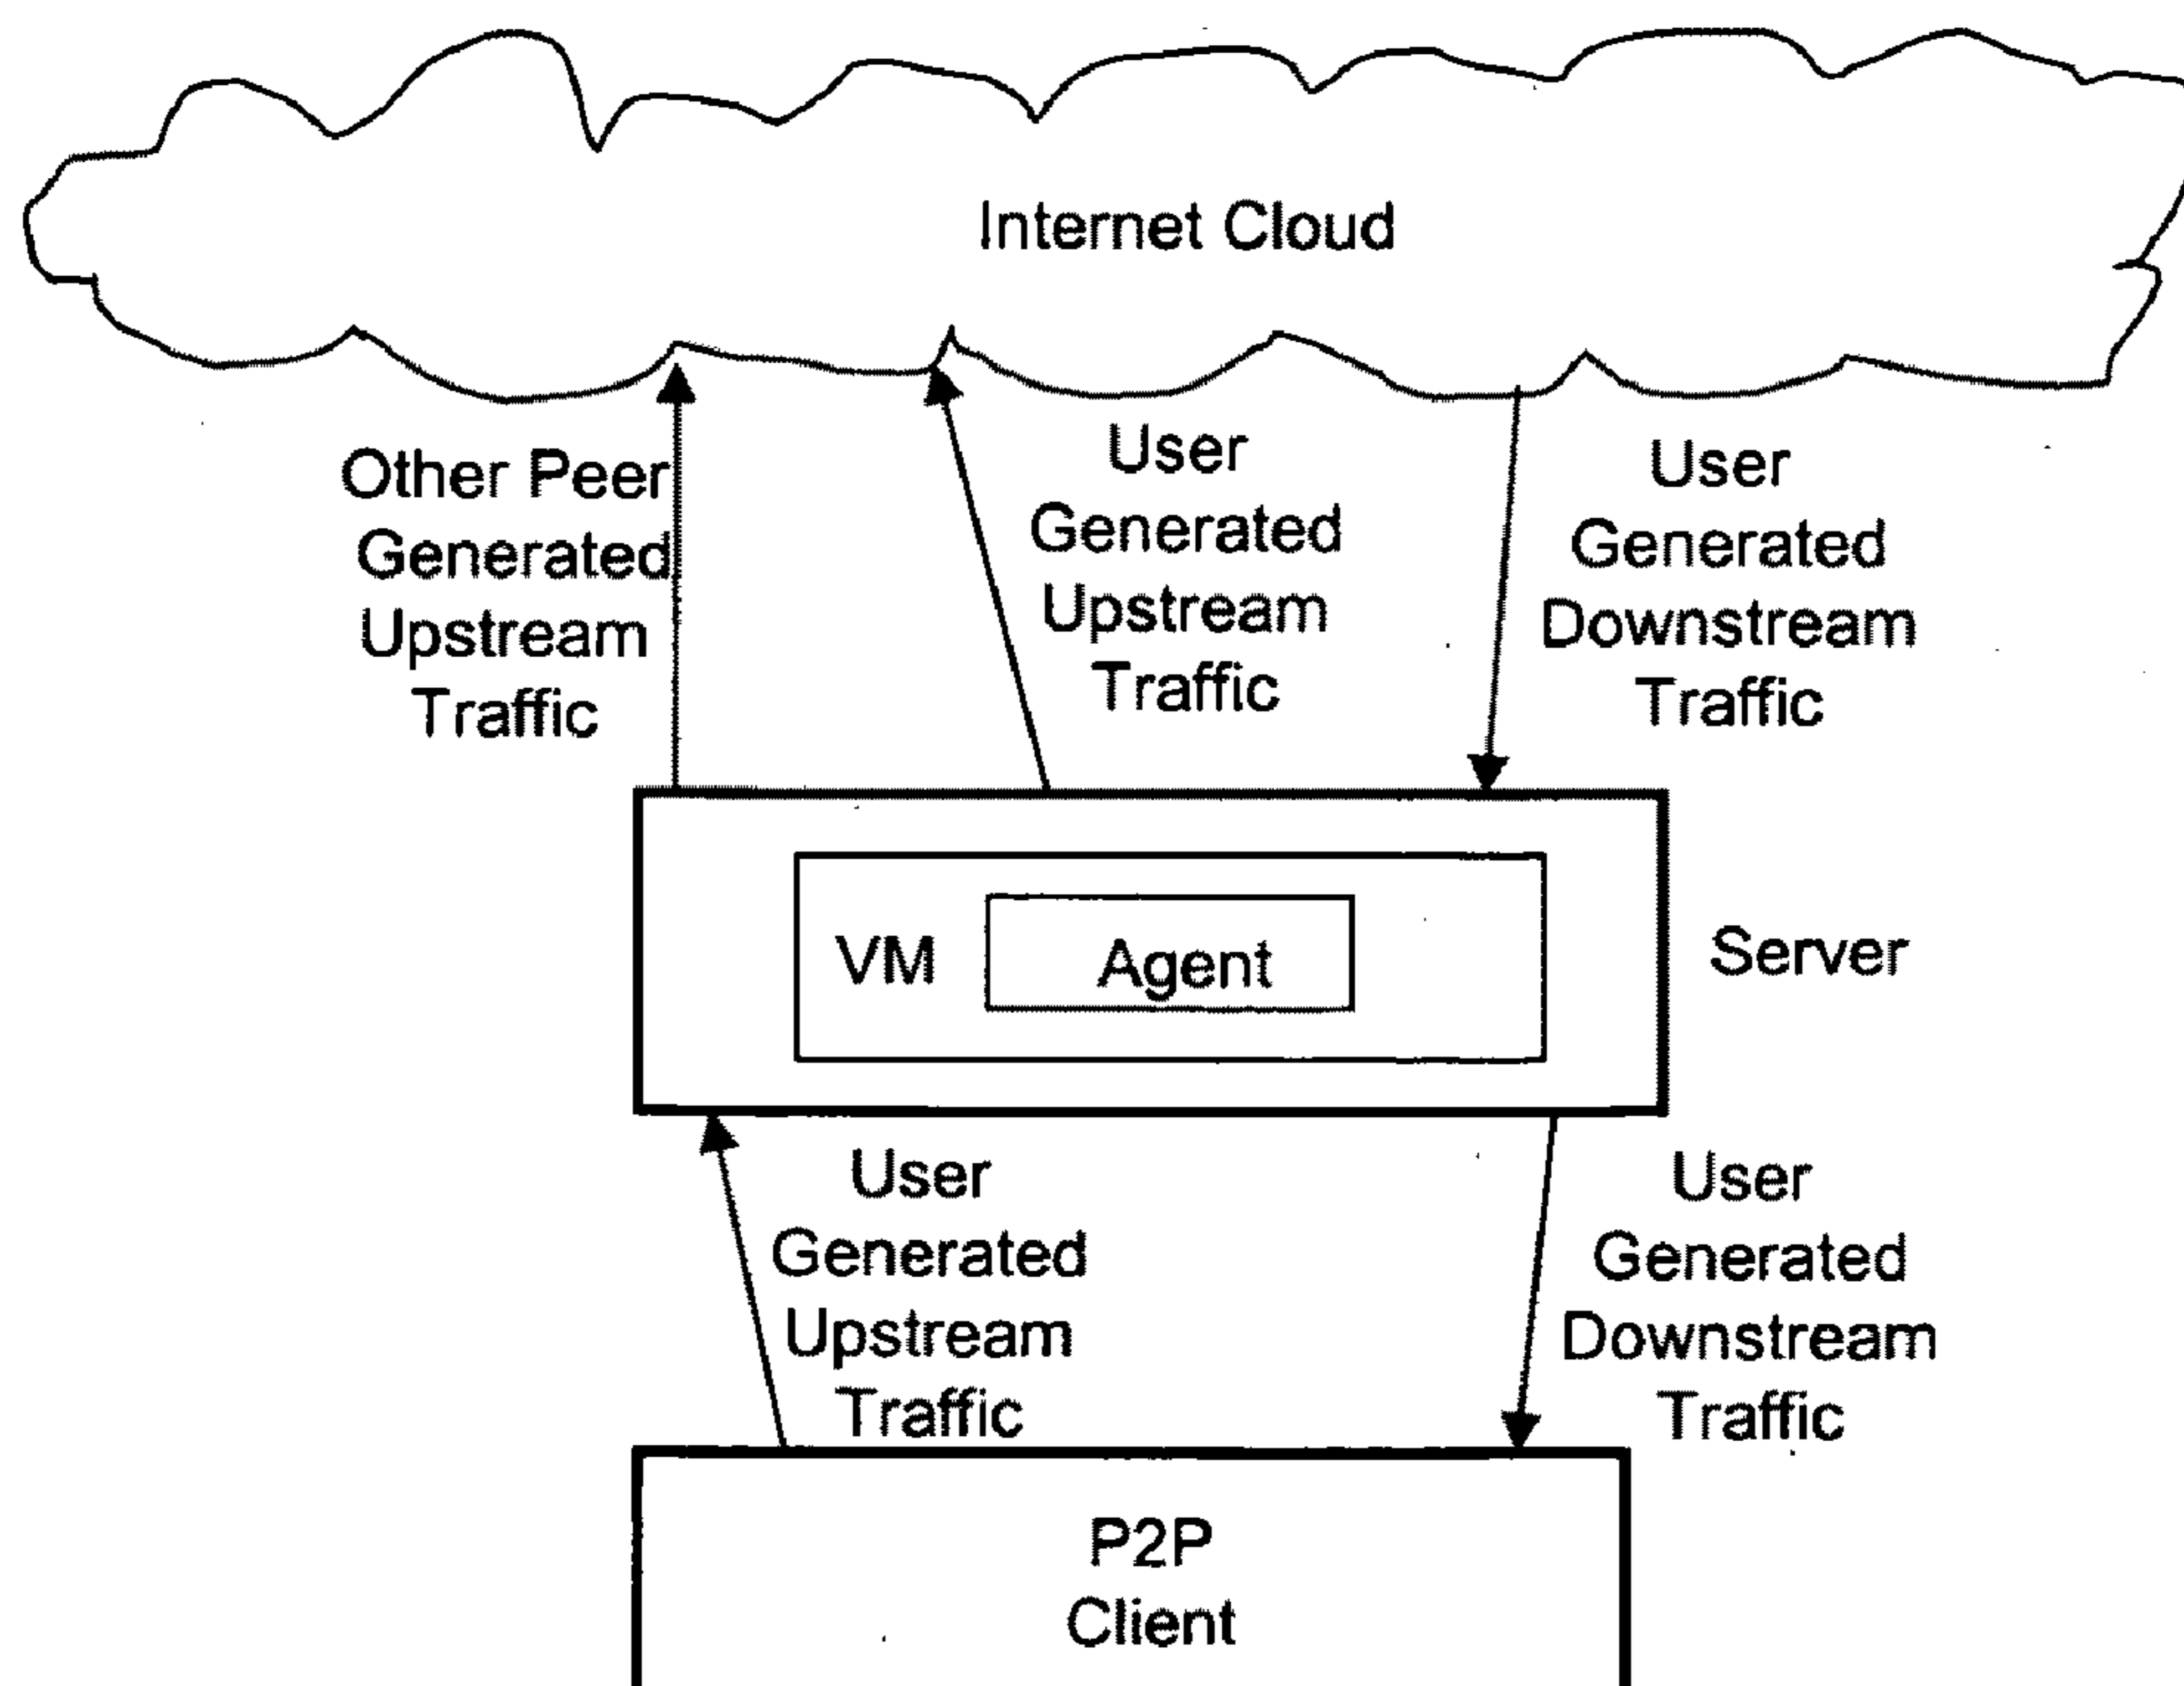 Internet Cloud
Other Peer
Generated
Upstream
Traffic
User
Generated
Upstream
Traffic
User
Generated
Downstream
Traffic
VM
Agent
Server
User
Generated
Upstream
Traffic
User
Generated
Downstream
Traffic
P2P
Client